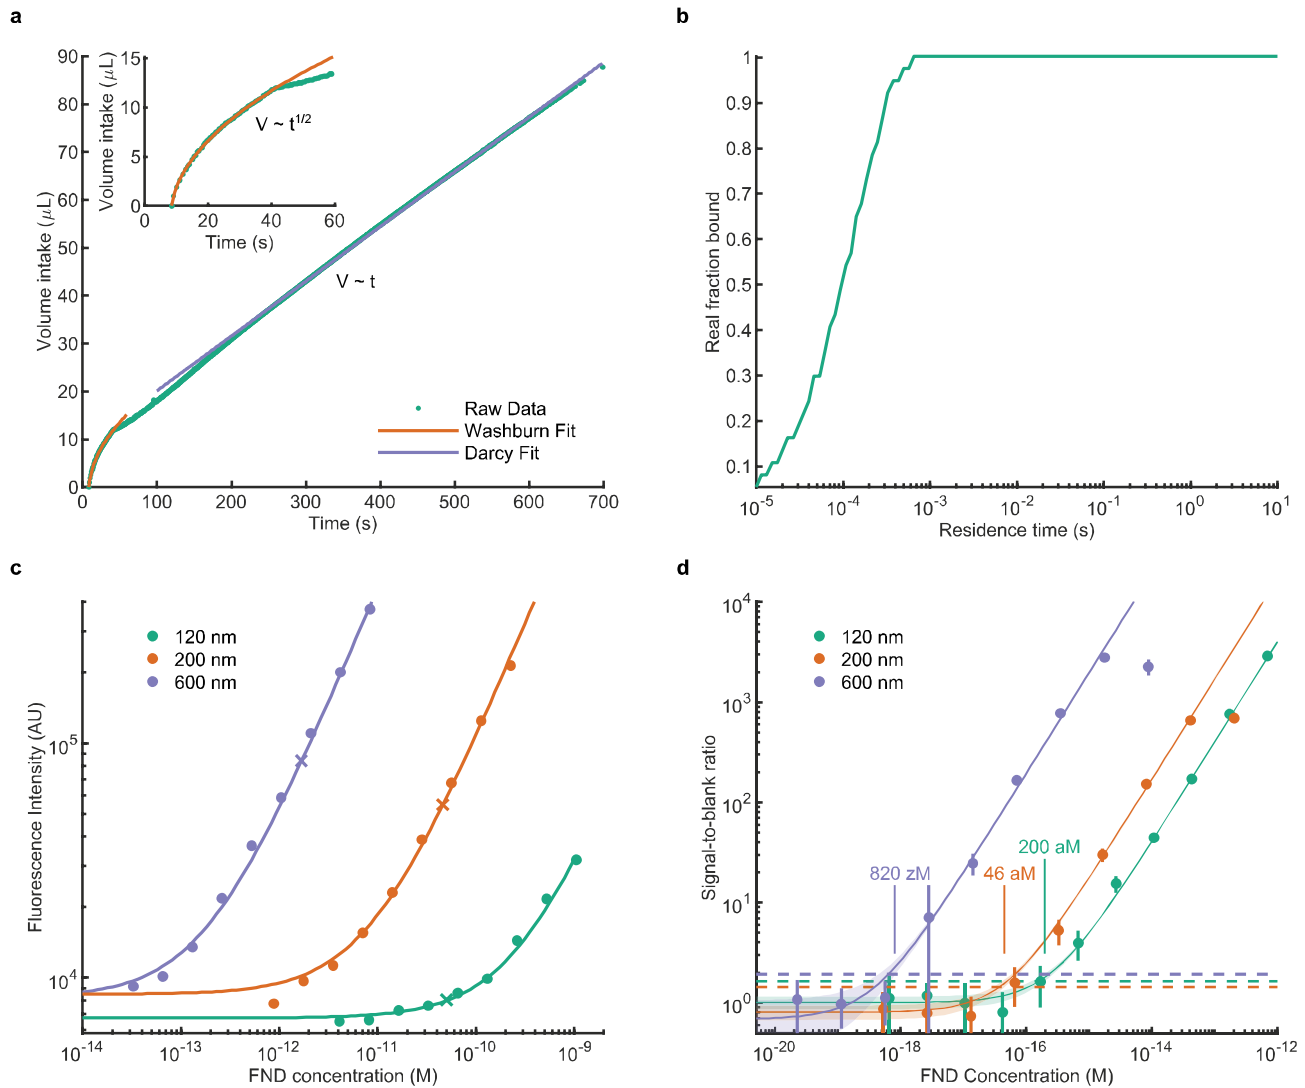 a
90
80
70
60
50
40
30
20
10
0
Volume intake (μL)
0
100
200
300
400
500
600
700
Time (s)
15
10
5
0
Volume intake (μL)
0
20
40
60
Time (s)
V ~ t^1/2
V ~ t
Raw Data
Washburn Fit
Darcy Fit
b
1
0.9
0.8
0.7
0.6
0.5
0.4
0.3
0.2
0.1
Real fraction bound
10^-5
10^-4
10^-3
10^-2
10^-1
10^0
10^1
Residence time (s)
c
120 nm
200 nm
600 nm
10^5
10^4
Fluorescence Intensity (AU)
10^-14
10^-13
10^-12
10^-11
10^-10
10^-9
FND concentration (M)
d
120 nm
200 nm
600 nm
10^4
10^3
10^2
10^1
10^0
Signal-to-blank ratio
820 zM
46 aM
200 aM
10^-20
10^-18
10^-16
10^-14
10^-12
FND Concentration (M)